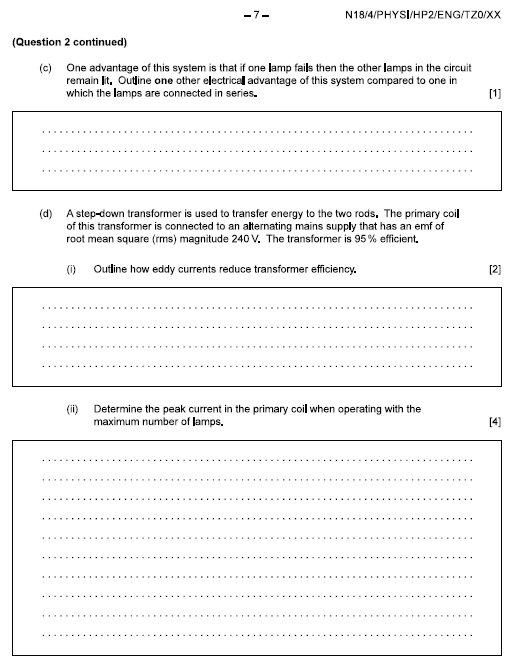 – 7 –
N18/4/PHYSI/HP2/ENG/TZ0/XX
(Question 2 continued)
(c) One advantage of this system is that if one lamp fails then the other lamps in the circuit
remain lit. Outline one other electrical advantage of this system compared to one in
which the lamps are connected in series. [1]
(d) A step-down transformer is used to transfer energy to the two rods. The primary coil
of this transformer is connected to an alternating mains supply that has an emf of
root mean square (rms) magnitude 240 V. The transformer is 95 % efficient.
(i) Outline how eddy currents reduce transformer efficiency. [2]
(ii) Determine the peak current in the primary coil when operating with the
maximum number of lamps. [4]